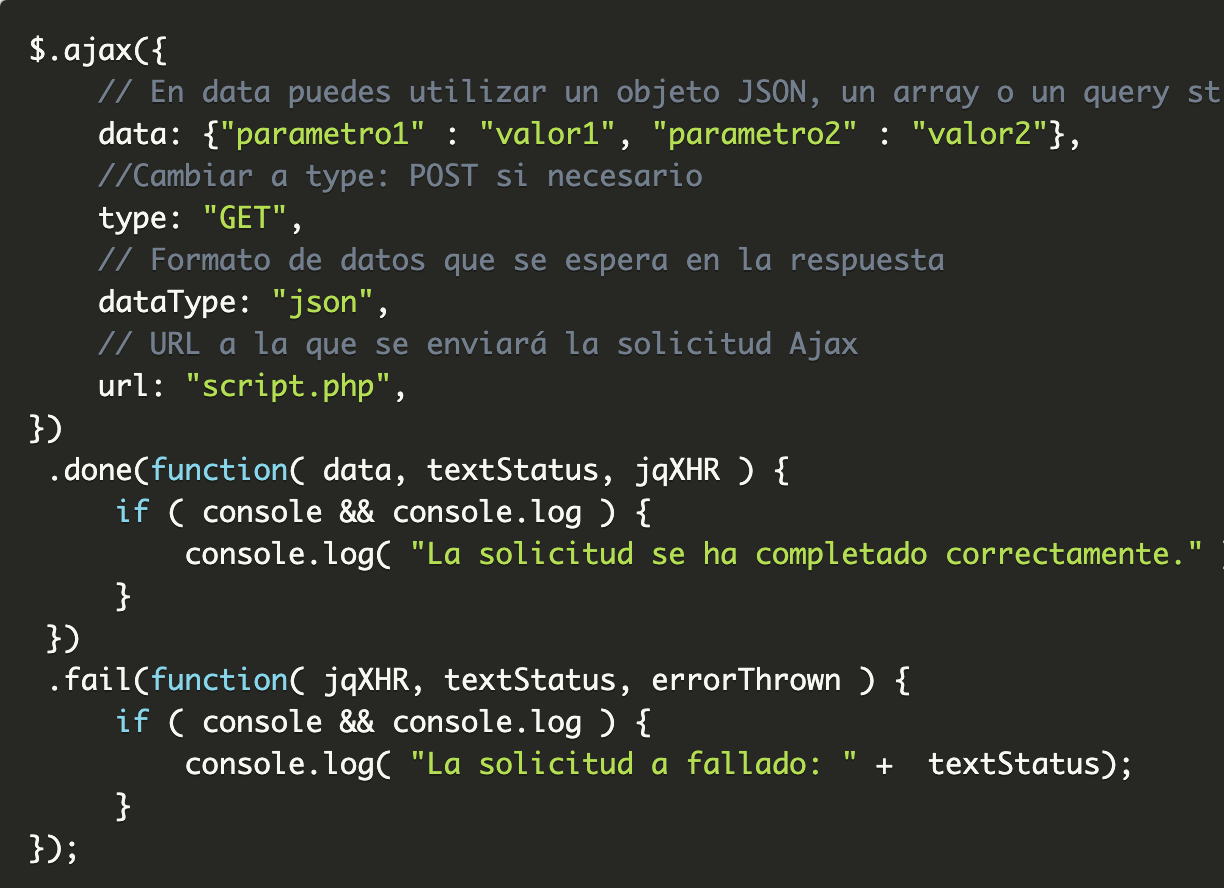 $.ajax({
    // En data puedes utilizar un objeto JSON, un array o un query st
    data: {"parametro1" : "valor1", "parametro2" : "valor2"},
    //Cambiar a type: POST si necesario
    type: "GET",
    // Formato de datos que se espera en la respuesta
    dataType: "json",
    // URL a la que se enviará la solicitud Ajax
    url: "script.php",
})
 .done(function( data, textStatus, jqXHR ) {
     if ( console && console.log ) {
         console.log( "La solicitud se ha completado correctamente."
     }
 })
 .fail(function( jqXHR, textStatus, errorThrown ) {
     if ( console && console.log ) {
         console.log( "La solicitud a fallado: " +  textStatus);
     }
});